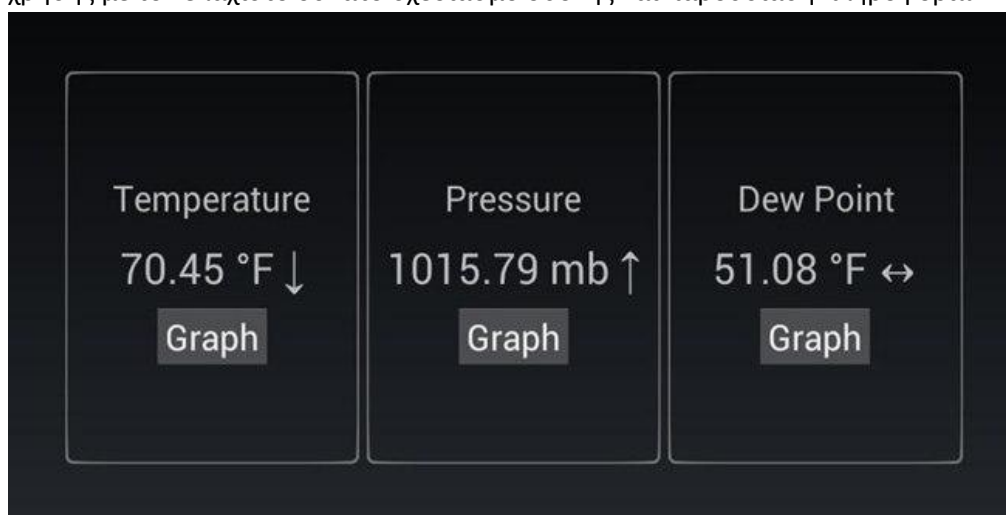 Temperature
70.45 °F ↓
Graph
Pressure
1015.79 mb ↑
Graph
Dew Point
51.08 °F ↔
Graph